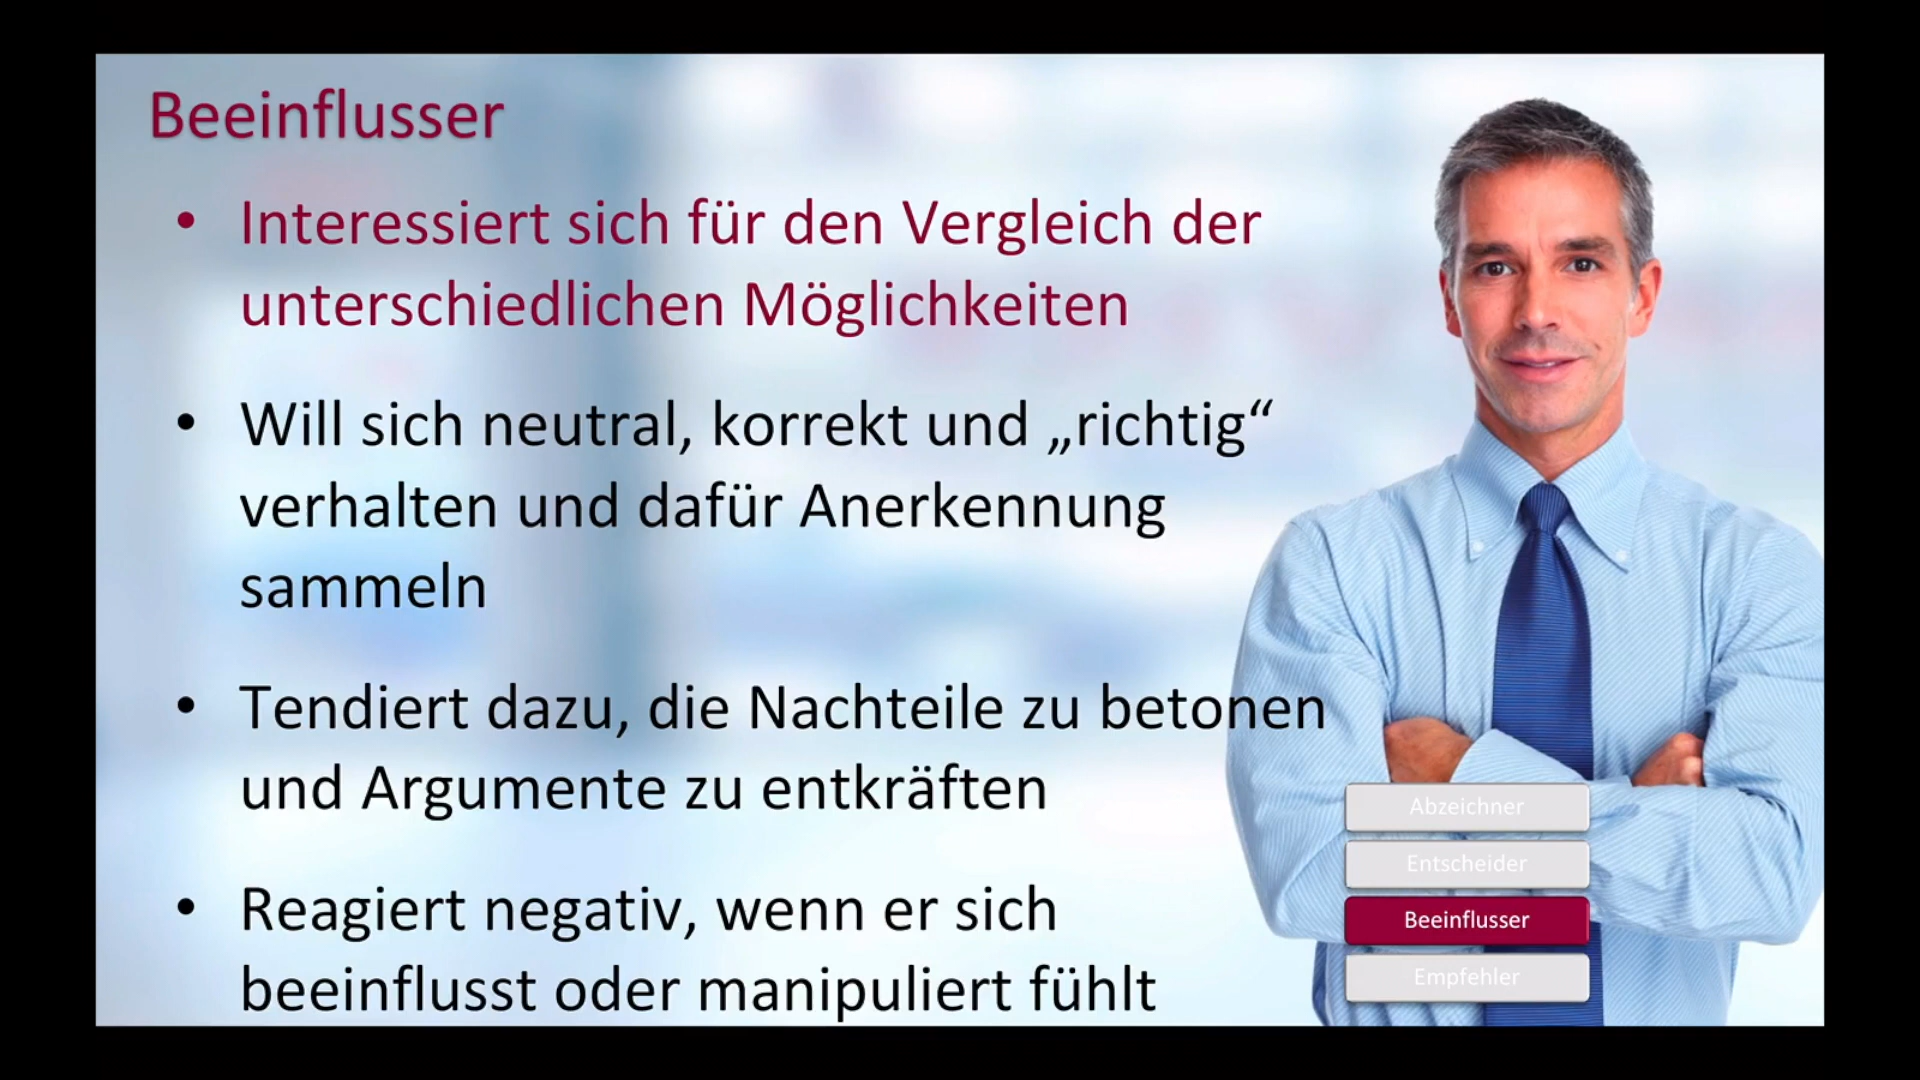 Beeinflusser
• Interessiert sich für den Vergleich der
unterschiedlichen Möglichkeiten
• Will sich neutral, korrekt und „richtig“
verhalten und dafür Anerkennung
sammeln
• Tendiert dazu, die Nachteile zu betonen
und Argumente zu entkräften
• Reagiert negativ, wenn er sich
beeinflusst oder manipuliert fühlt
Abzeichner
Entscheider
Beeinflusser
Empfehler